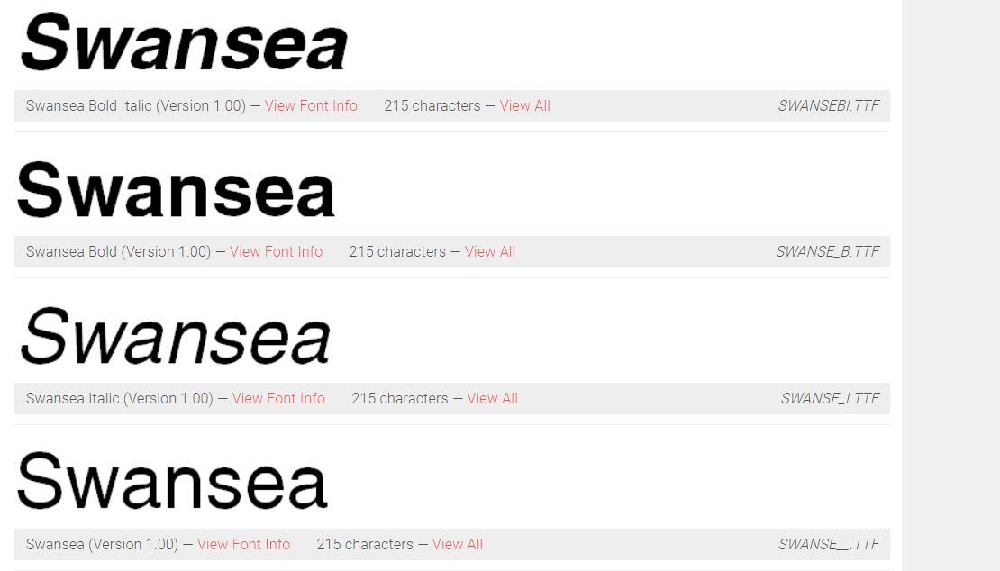 Swansea
Swansea Bold Italic (Version 1.00) — View Font Info 215 characters — View All SWANSEBI.TTF
Swansea
Swansea Bold (Version 1.00) — View Font Info 215 characters — View All SWANSE_B.TTF
Swansea
Swansea Italic (Version 1.00) — View Font Info 215 characters — View All SWANSE_I.TTF
Swansea
Swansea (Version 1.00) — View Font Info 215 characters — View All SWANSE__.TTF